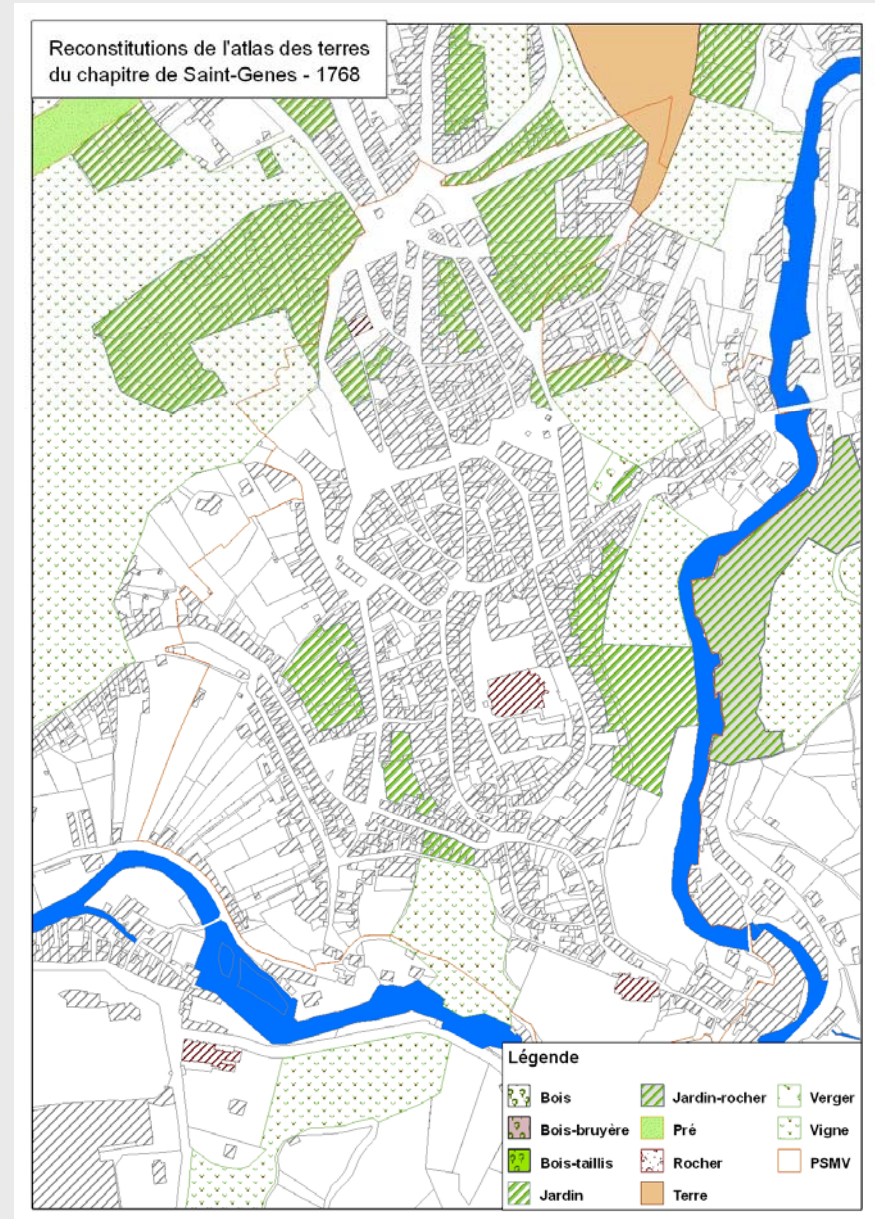 Reconstitutions de l'atlas des terres
du chapitre de Saint-Genes - 1768
Légende
Bois
Bois-bruyère
Bois-taillis
Jardin
Jardin-rocher
Pré
Rocher
Terre
Verger
Vigne
PSMV